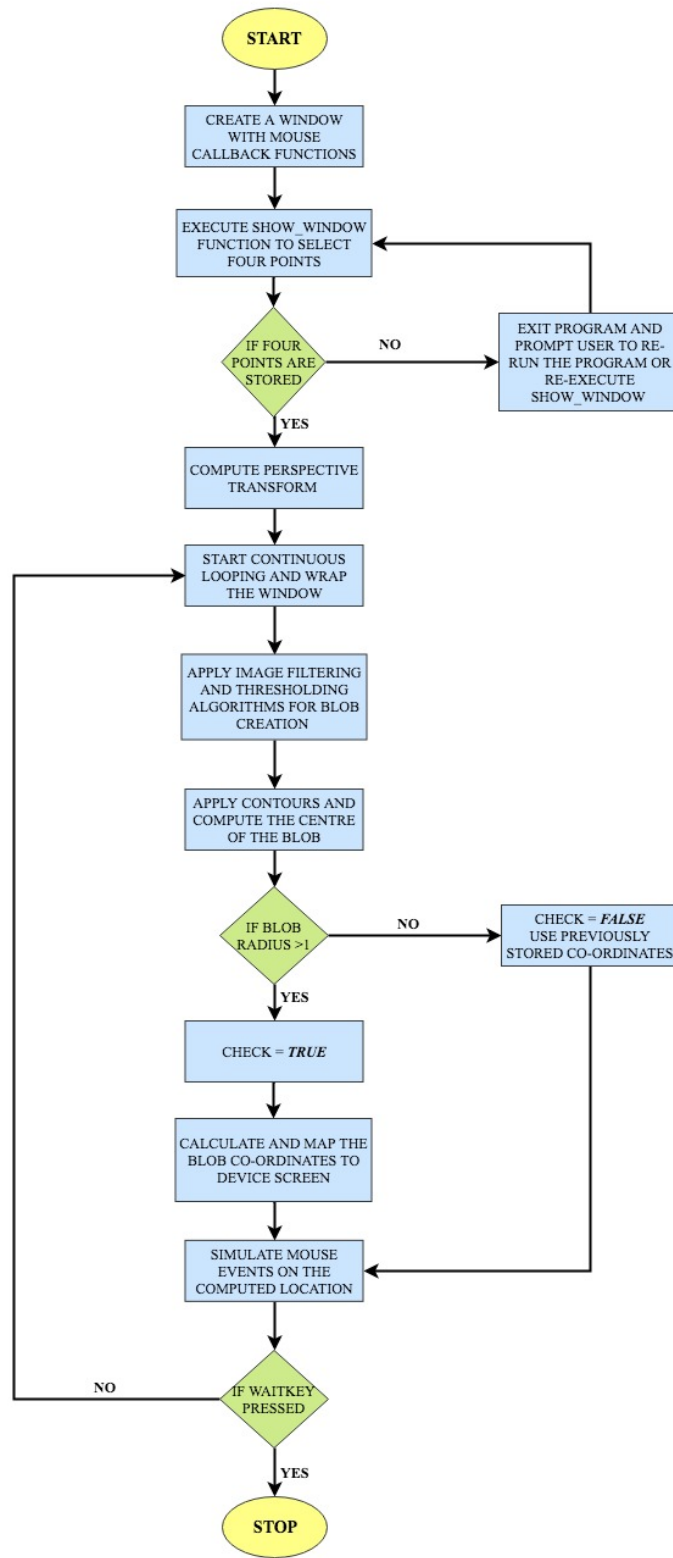 START
CREATE A WINDOW
WITH MOUSE
CALLBACK FUNCTIONS
EXECUTE SHOW_WINDOW
FUNCTION TO SELECT
FOUR POINTS
IF FOUR
POINTS ARE
STORED
NO
EXIT PROGRAM AND
PROMPT USER TO RE-
RUN THE PROGRAM OR
RE-EXECUTE
SHOW_WINDOW
YES
COMPUTE PERSPECTIVE
TRANSFORM
START CONTINUOUS
LOOPING AND WRAP
THE WINDOW
APPLY IMAGE FILTERING
AND THRESHOLDING
ALGORITHMS FOR BLOB
CREATION
APPLY CONTOURS AND
COMPUTE THE CENTRE
OF THE BLOB
IF BLOB
RADIUS >1
NO
CHECK = FALSE
USE PREVIOUSLY
STORED CO-ORDINATES
YES
CHECK = TRUE
CALCULATE AND MAP THE
BLOB CO-ORDINATES TO
DEVICE SCREEN
SIMULATE MOUSE
EVENTS ON THE
COMPUTED LOCATION
IF WAITKEY
PRESSED
NO
YES
STOP